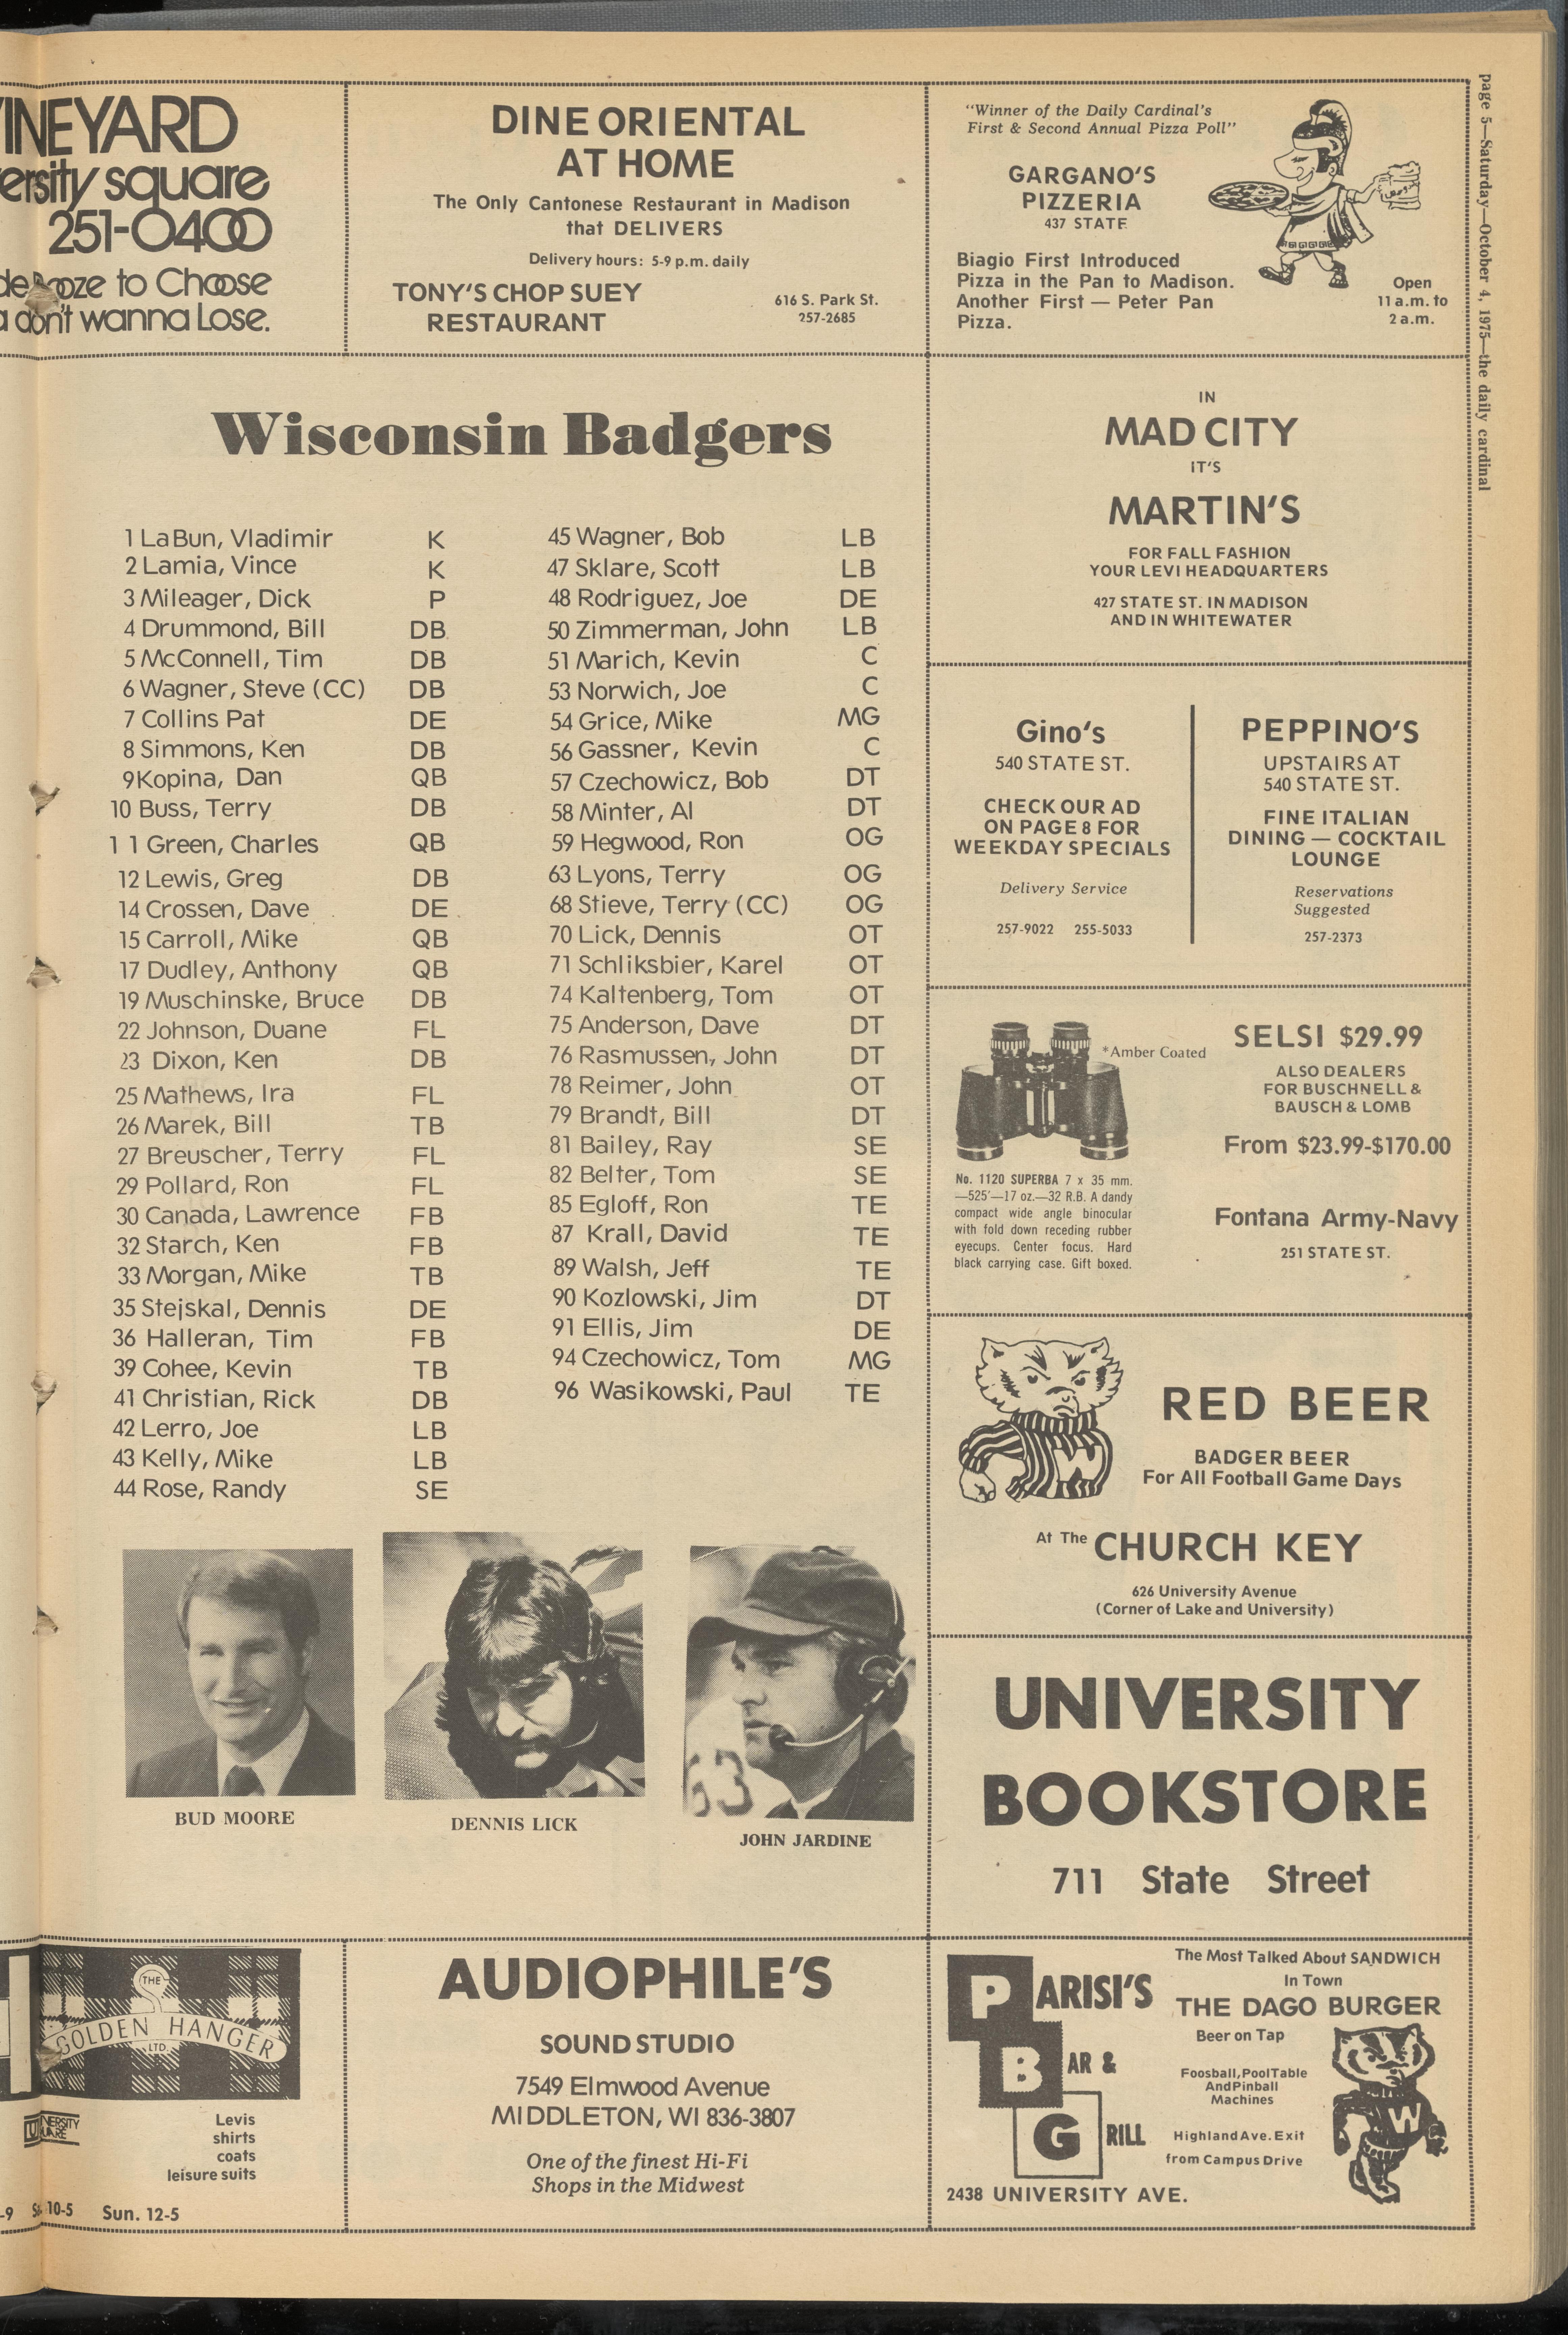 INEYARD
ersity square
251-0400
de Booze to Choose
a don't wanna Lose.
DINE ORIENTAL
AT HOME
The Only Cantonese Restaurant in Madison
that DELIVERS
Delivery hours: 5-9 p.m. daily
TONY'S CHOP SUEY
RESTAURANT
616 S. Park St.
257-2685
"Winner of the Daily Cardinal's
First & Second Annual Pizza Poll"
GARGANO'S
PIZZERIA
437 STATE
Biagio First Introduced
Pizza in the Pan to Madison.
Another First — Peter Pan
Pizza.
Open
11 a.m. to
2 a.m.
page 5—Saturday—October 4, 1975—the daily cardinal
Wisconsin Badgers
1 LaBun, Vladimir K
2 Lamia, Vince K
3 Mileager, Dick P
4 Drummond, Bill DB
5 McConnell, Tim DB
6 Wagner, Steve (CC) DB
7 Collins Pat DE
8 Simmons, Ken DB
9 Kopina, Dan QB
10 Buss, Terry DB
1 1 Green, Charles QB
12 Lewis, Greg DB
14 Crossen, Dave DE
15 Carroll, Mike QB
17 Dudley, Anthony QB
19 Muschinske, Bruce DB
22 Johnson, Duane FL
23 Dixon, Ken DB
25 Mathews, Ira FL
26 Marek, Bill TB
27 Breuscher, Terry FL
29 Pollard, Ron FL
30 Canada, Lawrence FB
32 Starch, Ken FB
33 Morgan, Mike TB
35 Stejskal, Dennis DE
36 Halleran, Tim FB
39 Cohee, Kevin TB
41 Christian, Rick DB
42 Lerro, Joe LB
43 Kelly, Mike LB
44 Rose, Randy SE
45 Wagner, Bob LB
47 Sklare, Scott LB
48 Rodriguez, Joe DE
50 Zimmerman, John LB
51 Marich, Kevin C
53 Norwich, Joe C
54 Grice, Mike MG
56 Gassner, Kevin C
57 Czechowicz, Bob DT
58 Minter, Al DT
59 Hegwood, Ron OG
63 Lyons, Terry OG
68 Stieve, Terry (CC) OG
70 Lick, Dennis OT
71 Schliksbier, Karel OT
74 Kaltenberg, Tom OT
75 Anderson, Dave DT
76 Rasmussen, John DT
78 Reimer, John OT
79 Brandt, Bill DT
81 Bailey, Ray SE
82 Belter, Tom SE
85 Egloff, Ron TE
87 Krall, David TE
89 Walsh, Jeff TE
90 Kozlowski, Jim DT
91 Ellis, Jim DE
94 Czechowicz, Tom MG
96 Wasikowski, Paul TE
63
BUD MOORE
DENNIS LICK
JOHN JARDINE
IN
MAD CITY
IT'S
MARTIN'S
FOR FALL FASHION
YOUR LEVI HEADQUARTERS
427 STATE ST. IN MADISON
AND IN WHITEWATER
Gino's
540 STATE ST.
CHECK OUR AD
ON PAGE 8 FOR
WEEKDAY SPECIALS
Delivery Service
257-9022 255-5033
PEPPINO'S
UPSTAIRS AT
540 STATE ST.
FINE ITALIAN
DINING — COCKTAIL
LOUNGE
Reservations
Suggested
257-2373
*Amber Coated
No. 1120 SUPERBA 7 x 35 mm.
—525'—17 oz.—32 R.B. A dandy
compact wide angle binocular
with fold down receding rubber
eyecups. Center focus. Hard
black carrying case. Gift boxed.
SELSI $29.99
ALSO DEALERS
FOR BUSCHNELL &
BAUSCH & LOMB
From $23.99-$170.00
Fontana Army-Navy
251 STATE ST.
W
RED BEER
BADGER BEER
For All Football Game Days
At The CHURCH KEY
626 University Avenue
(Corner of Lake and University)
UNIVERSITY
BOOKSTORE
711 State Street
THE
GOLDEN HANGER
LTD.
Levis
shirts
coats
leisure suits
-9 10-5 Sun. 12-5
AUDIOPHILE'S
SOUND STUDIO
7549 Elmwood Avenue
MIDDLETON, WI 836-3807
One of the finest Hi-Fi
Shops in the Midwest
PARISI'S
BAR &
GRILL
2438 UNIVERSITY AVE.
The Most Talked About SANDWICH
In Town
THE DAGO BURGER
Beer on Tap
Foosball, Pool Table
And Pinball
Machines
Highland Ave. Exit
from Campus Drive
W